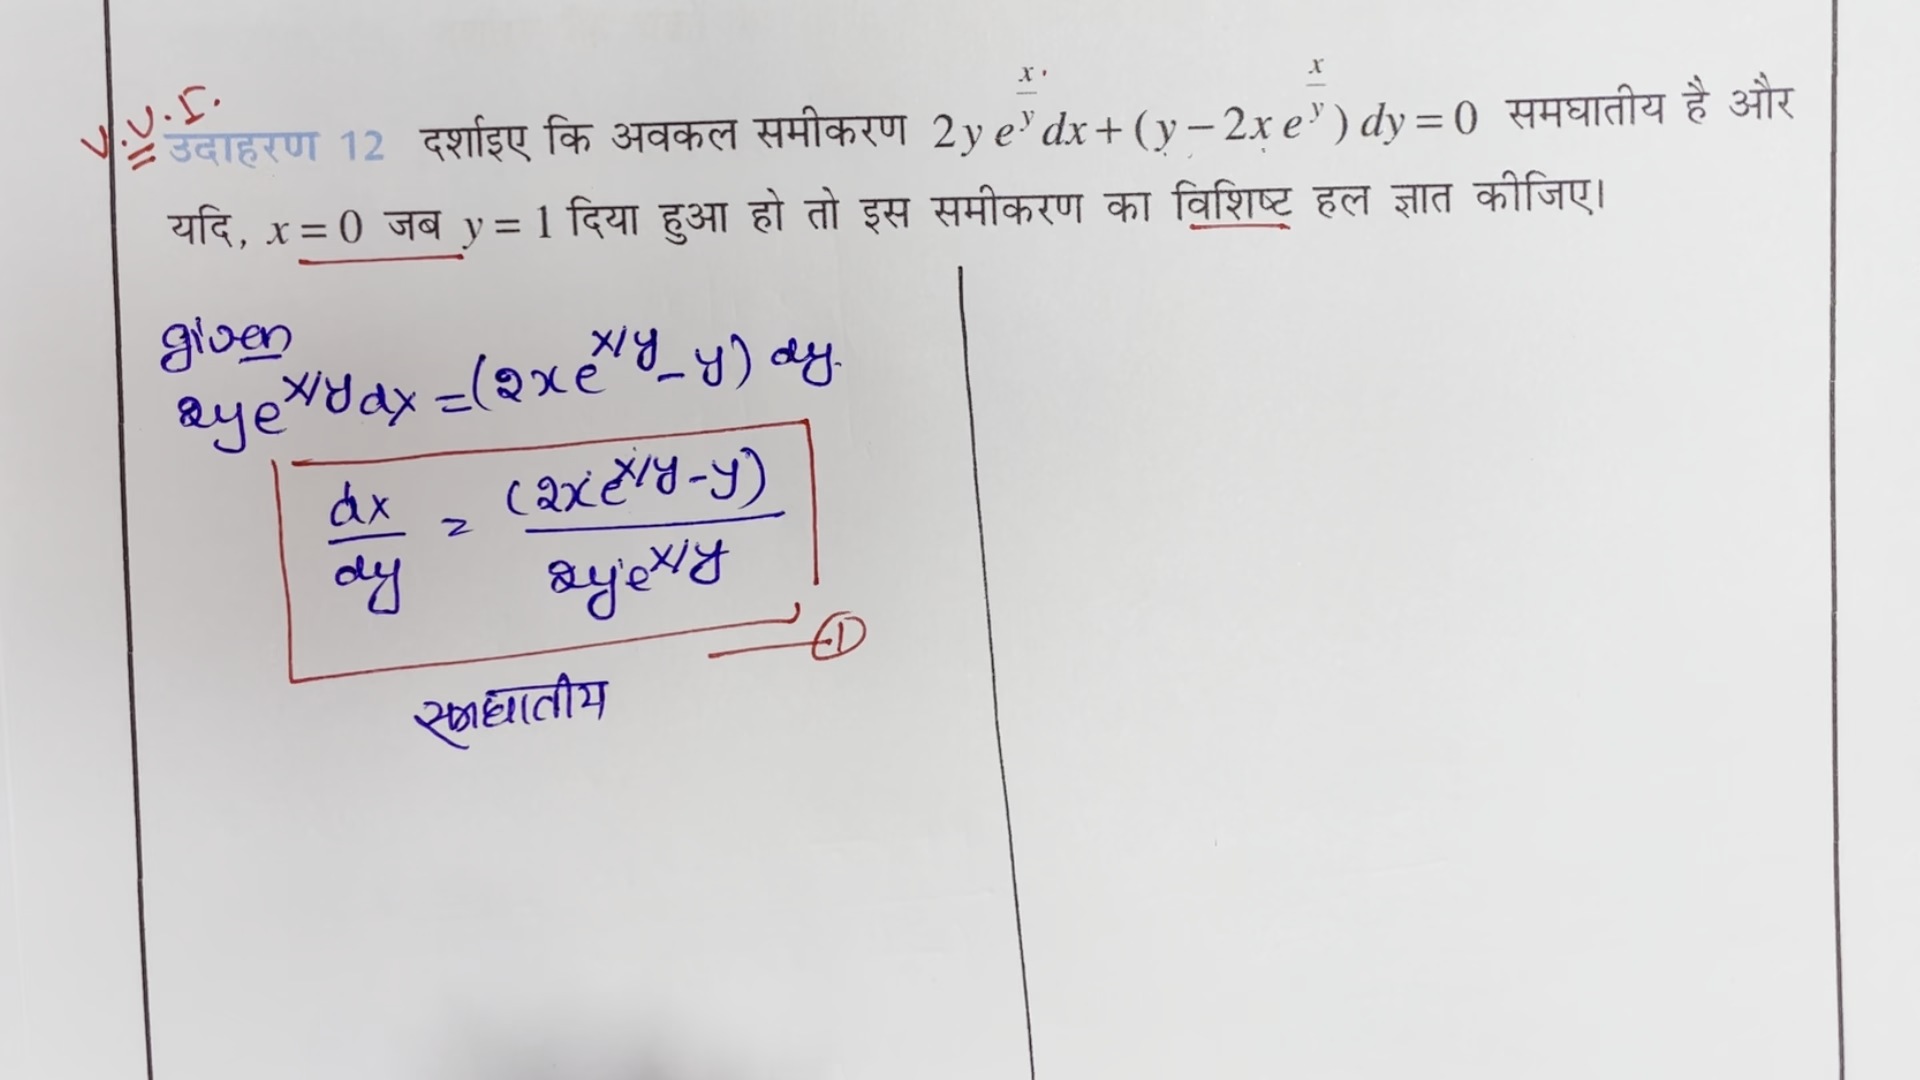 V.V.I.
उदाहरण 12 दर्शाइए कि अवकल समीकरण 2y e^(x/y) dx + (y – 2x e^(x/y)) dy = 0 समघातीय है और
यदि, x = 0 जब y = 1 दिया हुआ हो तो इस समीकरण का विशिष्ट हल ज्ञात कीजिए।
given
2ye^x/y dx = (2xe^x/y - y) dy.
dx/dy = (2xe^x/y - y) / 2ye^x/y
①
समघातीय